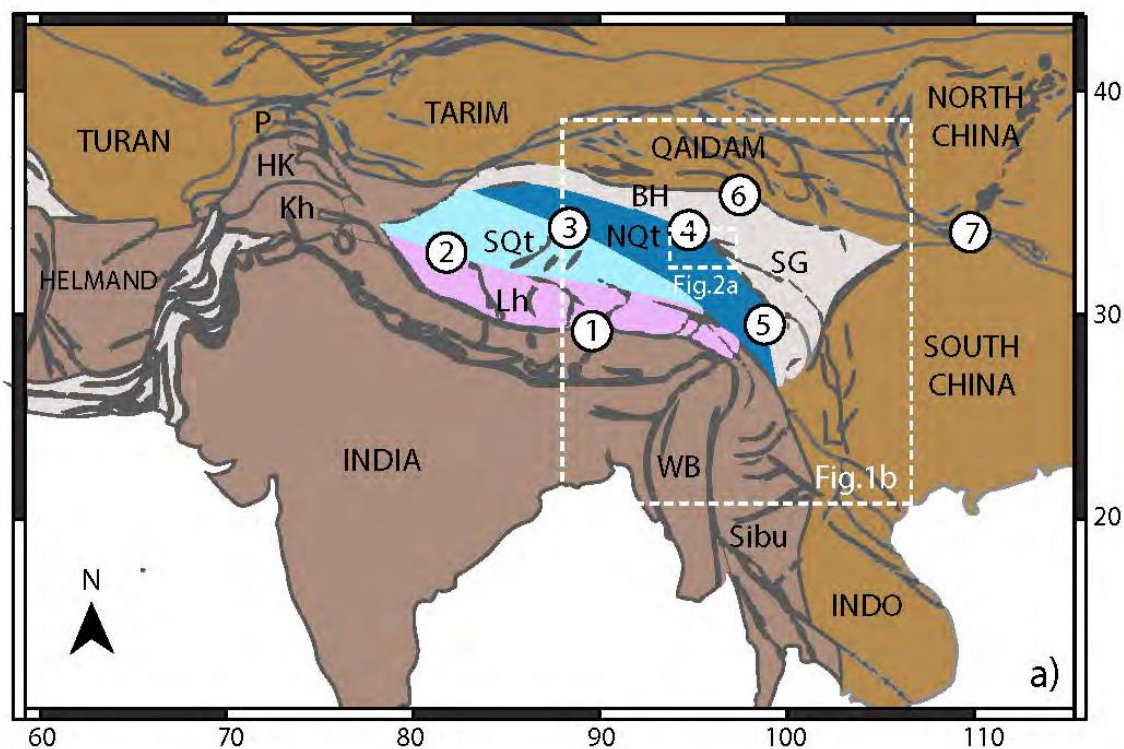 40
30
20
NORTH
CHINA
TARIM
TURAN
P
QAIDAM
HK
BH
6
Kh
3
4
7
SQt
NQt
2
SG
HELMAND
Fig.2a
Lh
1
5
SOUTH
CHINA
INDIA
WB
Fig.1b
Sibu
N
INDO
a)
60
70
80
90
100
110